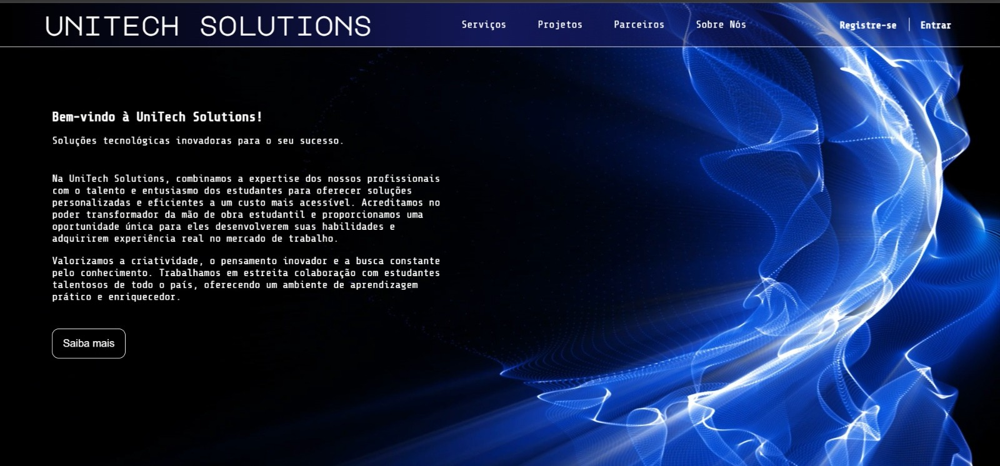 UNITECH SOLUTIONS
Serviços Projetos Parceiros Sobre Nós Registre-se Entrar
Bem-vindo à UniTech Solutions!
Soluções tecnológicas inovadoras para o seu sucesso.
Na UniTech Solutions, combinamos a expertise dos nossos profissionais
com o talento e entusiasmo dos estudantes para oferecer soluções
personalizadas e eficientes a um custo mais acessível. Acreditamos no
poder transformador da mão de obra estudantil e proporcionamos uma
oportunidade única para eles desenvolverem suas habilidades e
adquirirem experiência real no mercado de trabalho.
Valorizamos a criatividade, o pensamento inovador e a busca constante
pelo conhecimento. Trabalhamos em estreita colaboração com estudantes
talentosos de todo o país, oferecendo um ambiente de aprendizagem
prático e enriquecedor.
Saiba mais